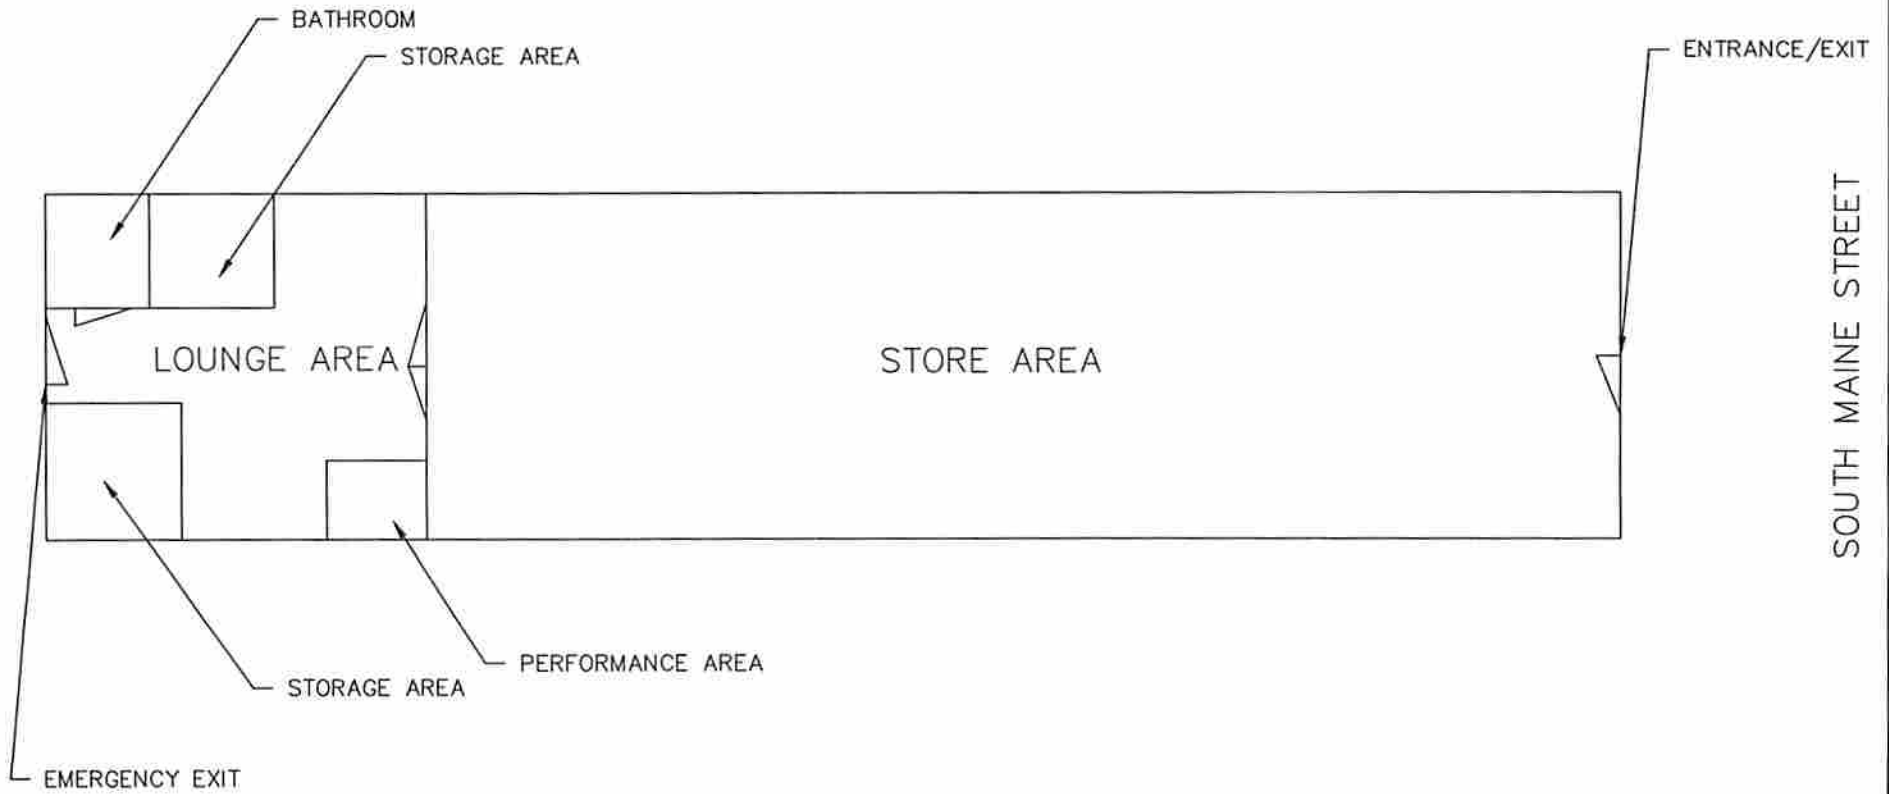 BATHROOM
STORAGE AREA
ENTRANCE/EXIT
LOUNGE AREA
STORE AREA
SOUTH MAINE STREET
PERFORMANCE AREA
STORAGE AREA
EMERGENCY EXIT